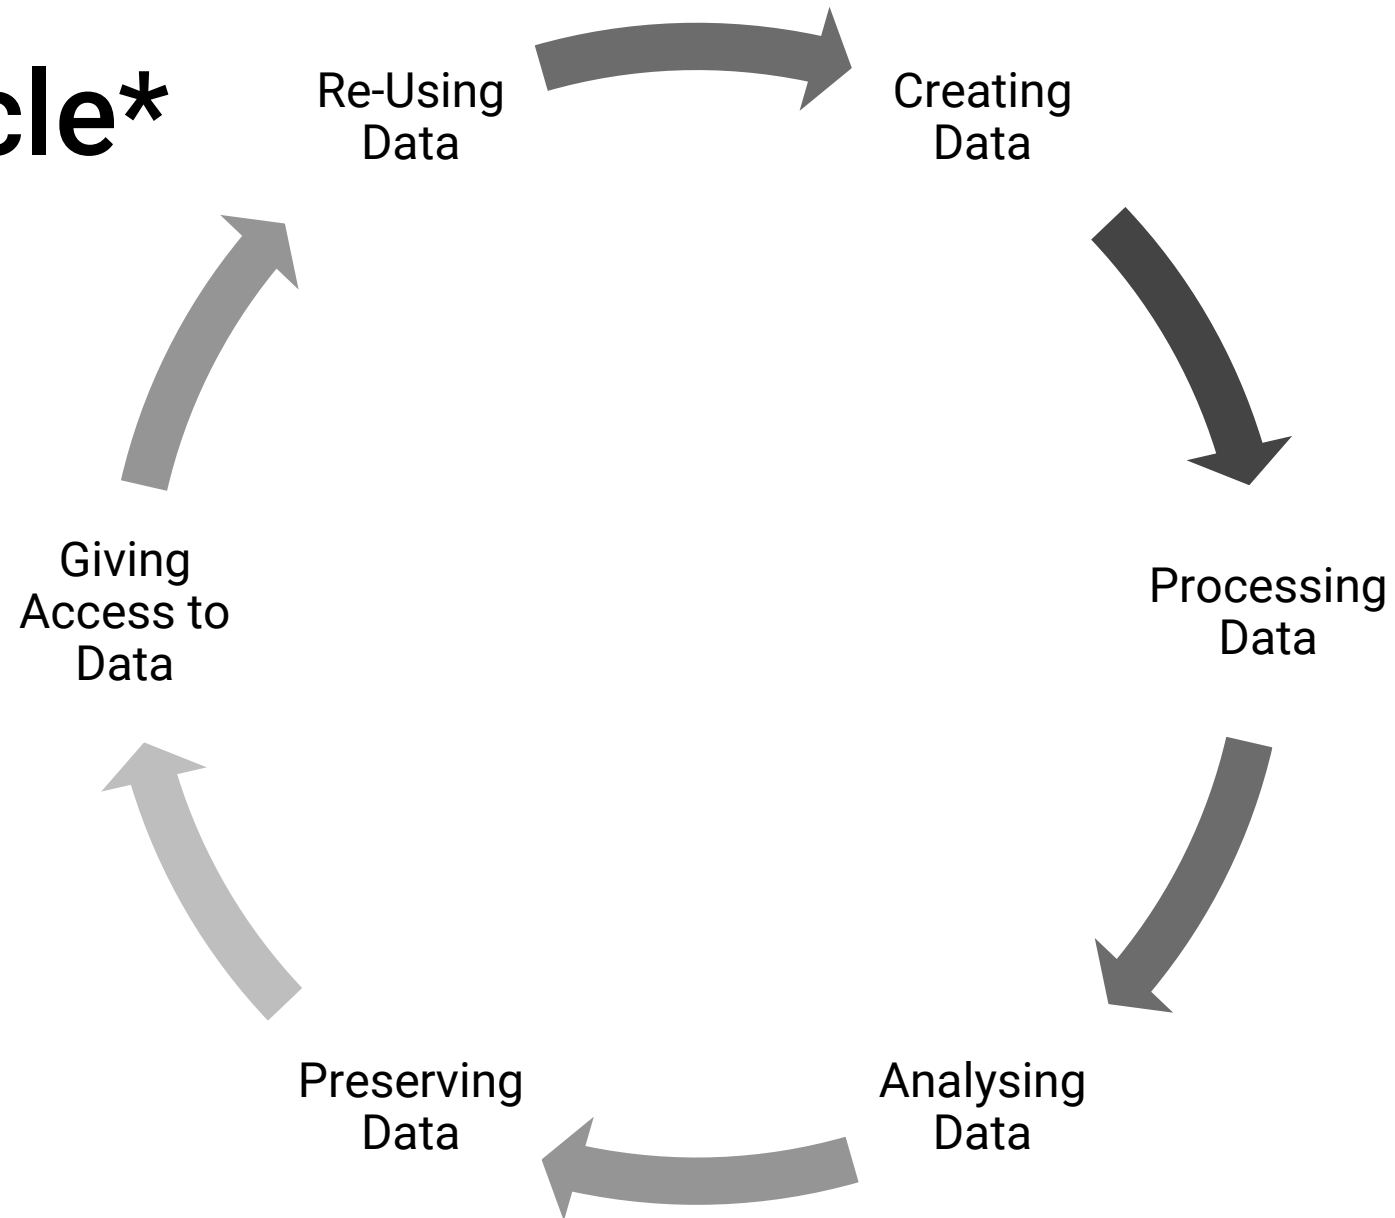 cle*
Re-Using
Data
Creating
Data
Processing
Data
Analysing
Data
Preserving
Data
Giving
Access to
Data